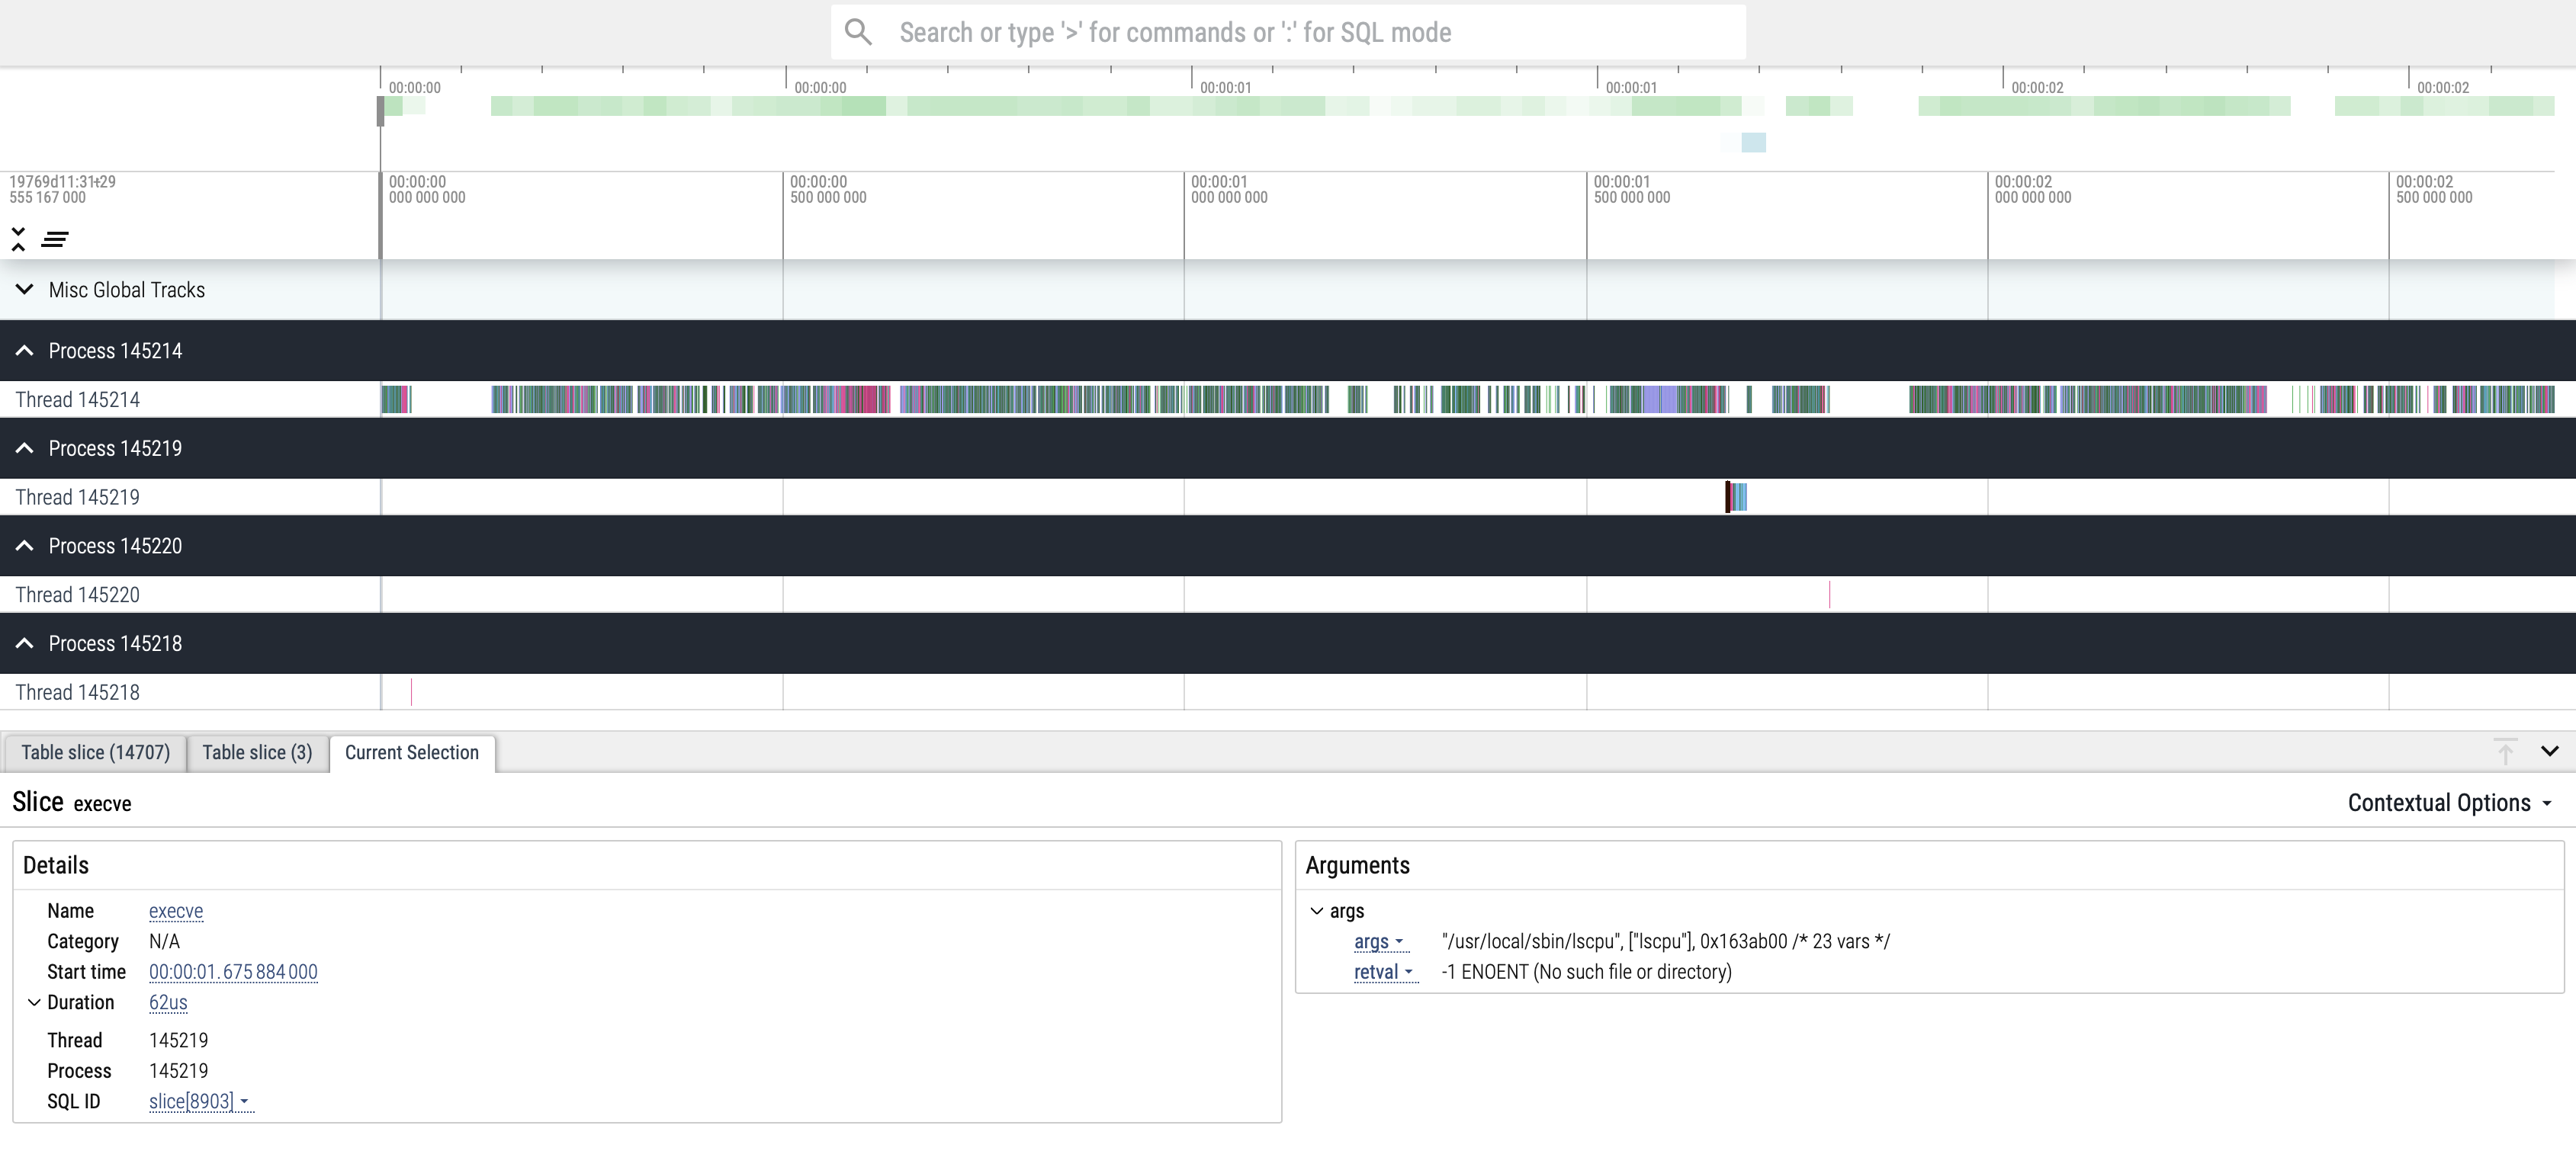 Search or type '>' for commands or ':' for SQL mode
00:00:00 00:00:00 00:00:01 00:00:01 00:00:02 00:00:02
19769d11:31:29 00:00:00 00:00:00 00:00:01 00:00:01 00:00:02 00:00:02
555 167 000 000 000 000 500 000 000 000 000 000 500 000 000 000 000 000 500 000 000
Misc Global Tracks
Process 145214
Thread 145214
Process 145219
Thread 145219
Process 145220
Thread 145220
Process 145218
Thread 145218
Table slice (14707) Table slice (3) Current Selection
Slice execve Contextual Options
Details
Name execve
Category N/A
Start time 00:00:01.675 884 000
Duration 62us
Thread 145219
Process 145219
SQL ID slice[8903]
Arguments
args
args "/usr/local/sbin/lscpu", ["lscpu"], 0x163ab00 /* 23 vars */
retval -1 ENOENT (No such file or directory)